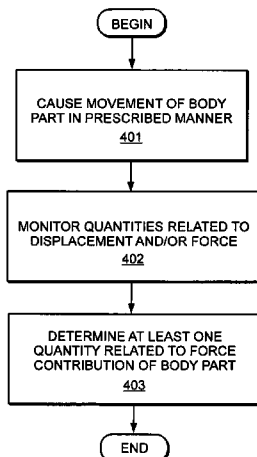 BEGIN
CAUSE MOVEMENT OF BODY
PART IN PRESCRIBED MANNER
401
MONITOR QUANTITIES RELATED TO
DISPLACEMENT AND/OR FORCE
402
DETERMINE AT LEAST ONE
QUANTITY RELATED TO FORCE
CONTRIBUTION OF BODY PART
403
END